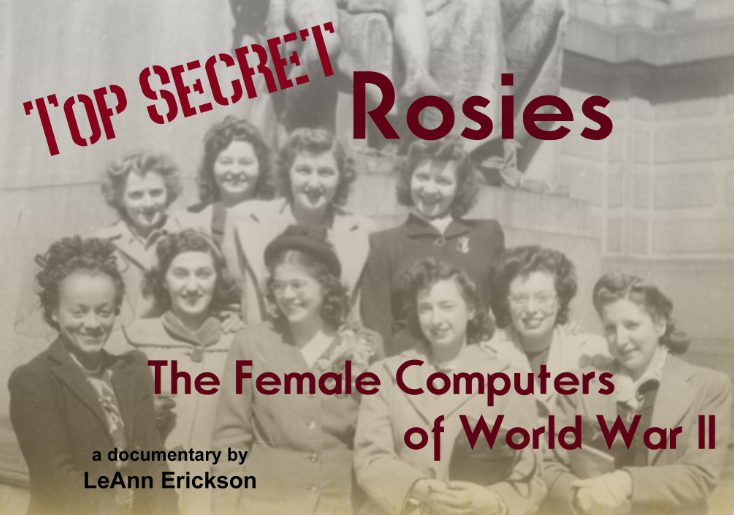 Top Secret
Rosies
The Female Computers
of World War II
a documentary by
LeAnn Erickson